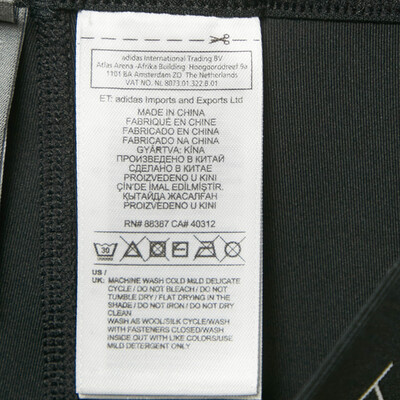 adidas International Trading BV
Atlas Arena -Afrika Building Hoogoorddreef 9a
1101 BA Amsterdam ZO The Netherlands
VAT NO. NL 8073.01.322.B.01
ET: adidas Imports and Exports Ltd
MADE IN CHINA
FABRIQUÉ EN CHINE
FABRICADO EN CHINA
FABRICADO NA CHINA
GYÁRTVA: KÍNA
ПРОИЗВЕДЕНО В КИТАЙ
СДЕЛАНО В КИТАЕ
PROIZVEDENO U KINI
ÇİN'DE İMAL EDİLMİŞTİR.
ҚЫТАЙДА ЖАСАЛҒАН
PROIZVEDENO U KINI
RN# 88387 CA# 40312
30
US /
UK: MACHINE WASH COLD MILD DELICATE
CYCLE / DO NOT BLEACH / DO NOT
TUMBLE DRY / FLAT DRYING IN THE
SHADE / DO NOT IRON / DO NOT DRY
CLEAN
WASH AS WOOL/SILK CYCLE/WASH
WITH FASTENERS CLOSED/WASH
INSIDE OUT WITH LIKE COLORS/USE
MILD DETERGENT ONLY